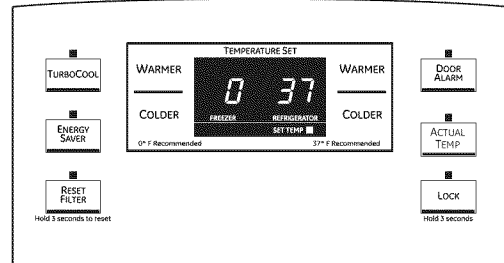 TEMPERATURE SET
TURBOCOOL
WARMER
WARMER
DOOR
ALARM
0 37
COLDER
COLDER
FREEZER REFRIGERATOR
SET TEMP
0° F Recommended
37° F Recommended
ENERGY
SAVER
ACTUAL
TEMP
RESET
FILTER
Hold 3 seconds to reset
LOCK
Hold 3 seconds